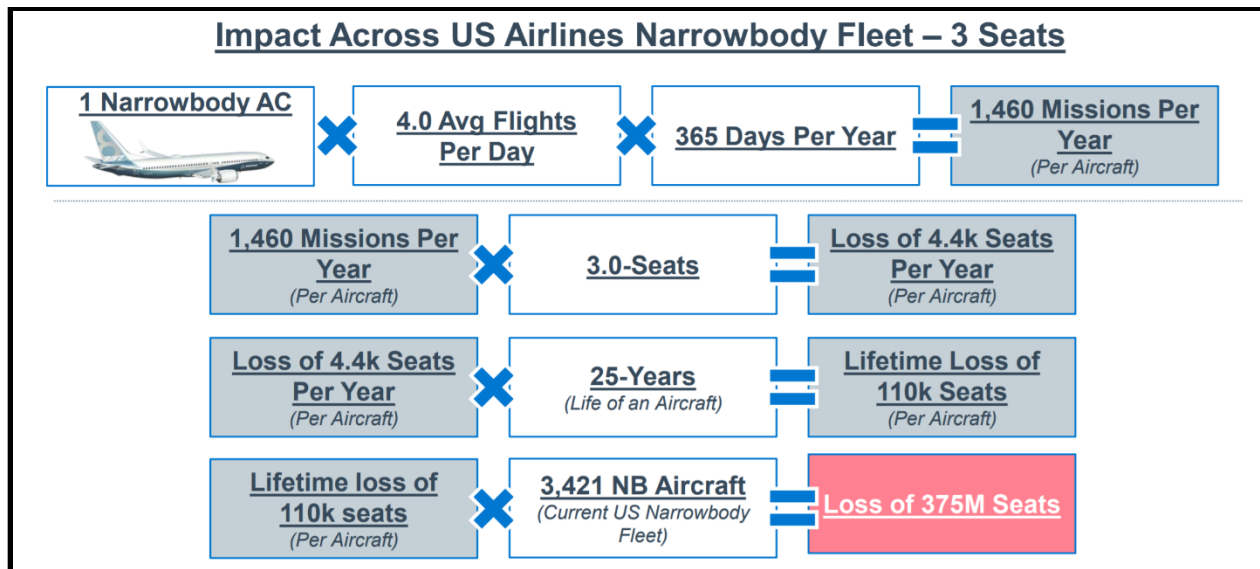 Impact Across US Airlines Narrowbody Fleet – 3 Seats
1 Narrowbody AC
4.0 Avg Flights
Per Day
365 Days Per Year
1,460 Missions Per
Year
(Per Aircraft)
1,460 Missions Per
Year
(Per Aircraft)
3.0-Seats
Loss of 4.4k Seats
Per Year
(Per Aircraft)
Loss of 4.4k Seats
Per Year
(Per Aircraft)
25-Years
(Life of an Aircraft)
Lifetime Loss of
110k Seats
(Per Aircraft)
Lifetime loss of
110k seats
(Per Aircraft)
3,421 NB Aircraft
(Current US Narrowbody
Fleet)
Loss of 375M Seats